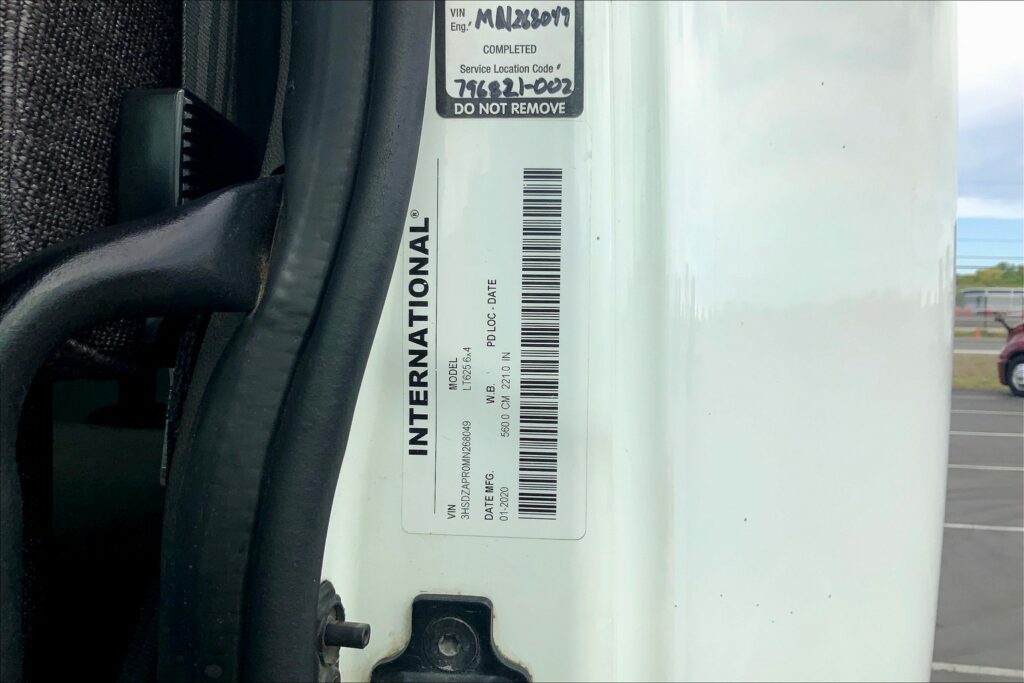 VIN
Eng.# MN268049
COMPLETED
Service Location Code #
796821-002
DO NOT REMOVE
INTERNATIONAL®
VIN MODEL
3HSDZAPR0MN268049 LT625 6x4
DATE MFG. W.B. PD LOC - DATE
01-2020 560.0 CM 221.0 IN